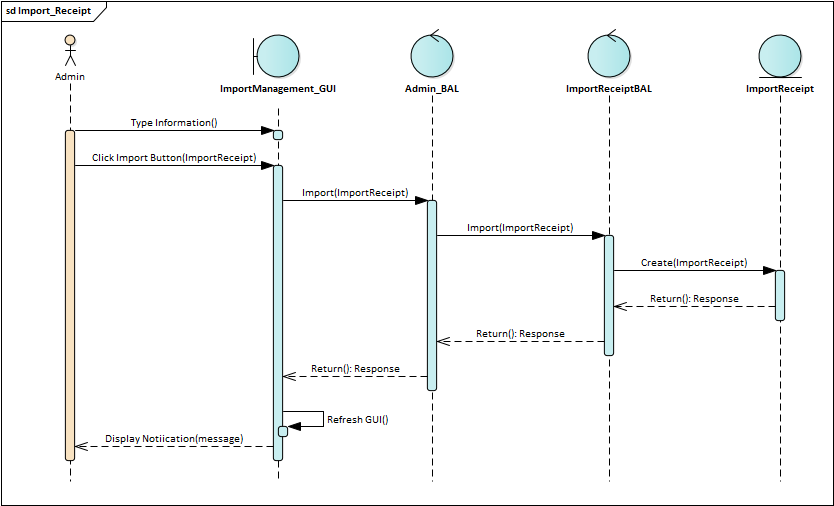 sd Import_Receipt
Admin
ImportManagement_GUI
Admin_BAL
ImportReceiptBAL
ImportReceipt
Type Information()
Click Import Button(ImportReceipt)
Import(ImportReceipt)
Import(ImportReceipt)
Create(ImportReceipt)
Return(): Response
Return(): Response
Return(): Response
Refresh GUI()
Display Notiication(message)